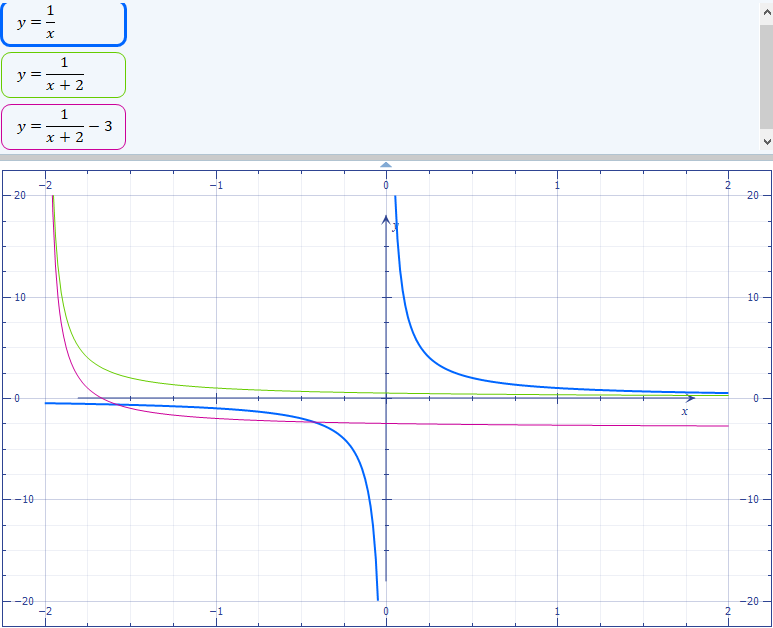 y = 1/x
y = 1/(x + 2)
y = 1/(x + 2) − 3
−2 −1 0 1 2
20 20
y
10 10
0 0
x
−10 −10
−20 −20
−2 −1 0 1 2